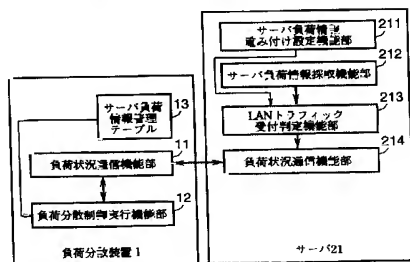 サーバ負荷情報
重み付け設定機能部
211
サーバ負荷情報採取機能部
212
LANトラフィック
受付判定機能部
213
負荷状況通信機能部
214
サーバ21
サーバ負荷
情報管理
テーブル
13
負荷状況通信機能部
11
負荷分散制御実行機能部
12
負荷分散装置1